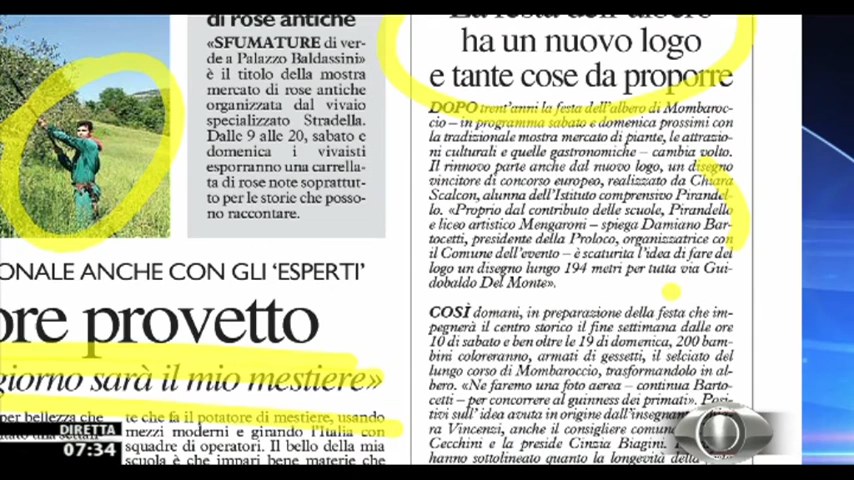 di rose antiche
«SFUMATURE di ver-
de a Palazzo Baldassini»
è il titolo della mostra
mercato di rose antiche
organizzata dal vivaio
specializzato Stradella.
Dalle 9 alle 20, sabato e
domenica i vivaisti
esporranno una carrella-
ta di rose note soprattut-
to per le storie che posso-
no raccontare.
ONALE ANCHE CON GLI ‘ESPERTI’
ore provetto
giorno sarà il mio mestiere»
per bellezza che
te che fa il potatore di mestiere, usando
mezzi moderni e girando l'Italia con
squadre di operatori. Il bello della mia
scuola è che impari bene materie che
La festa dell'albero
ha un nuovo logo
e tante cose da proporre
DOPO trent'anni la festa dell'albero di Mombaroc-
cio – in programma sabato e domenica prossimi con
la tradizionale mostra mercato di piante, le attrazio-
ni culturali e quelle gastronomiche – cambia volto.
Il rinnovo parte anche dal nuovo logo, un disegno
vincitore di concorso europeo, realizzato da Chiara
Scalcon, alunna dell'Istituto comprensivo Pirandel-
lo. «Proprio dal contributo delle scuole, Pirandello
e liceo artistico Mengaroni – spiega Damiano Bar-
tocetti, presidente della Proloco, organizzatrice con
il Comune dell'evento – è scaturita l'idea di fare del
logo un disegno lungo 194 metri per tutta via Gui-
dobaldo Del Monte».
COSÌ domani, in preparazione della festa che im-
pegnerà il centro storico il fine settimana dalle ore
10 di sabato e ben oltre le 19 di domenica, 200 bam-
bini coloreranno, armati di gessetti, il selciato del
lungo corso di Mombaroccio, trasformandolo in al-
bero. «Ne faremo una foto aerea – continua Barto-
cetti – per concorrere al guinness dei primati». Posi-
tivi sull'idea avuta in origine dall'insegnan
ra Vincenzi, anche il consigliere comu
Cecchini e la preside Cinzia Biagini.
hanno sottolineato quanto la longevità del
DIRETTA
07:34